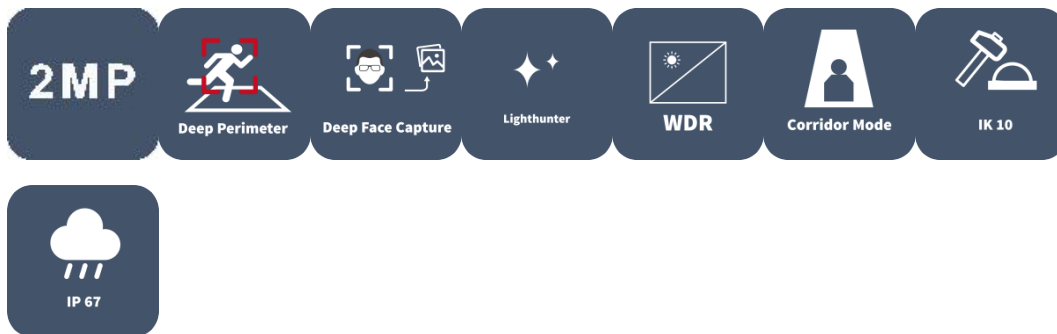 2MP
Deep Perimeter
Deep Face Capture
Lighthunter
WDR
Corridor Mode
IK 10
IP 67